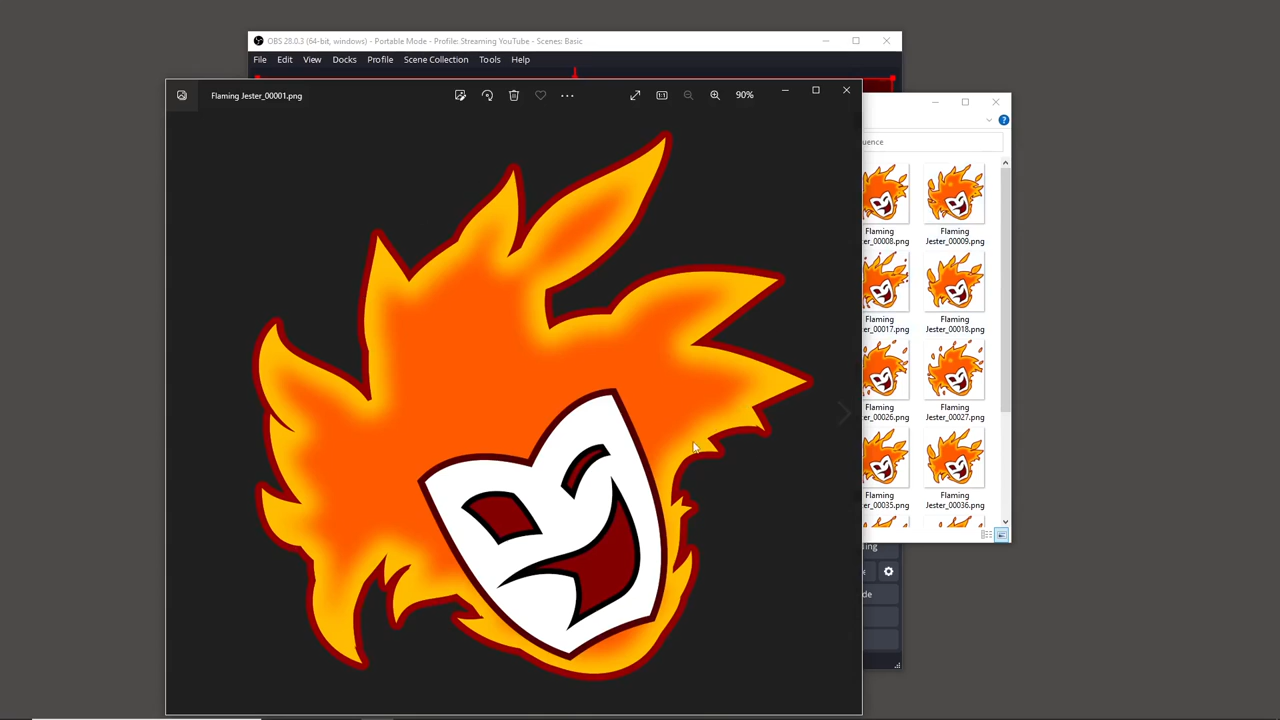 OBS 28.0.3 (64-bit, windows) - Portable Mode - Profile: Streaming YouTube - Scenes: Basic
File Edit View Docks Profile Scene Collection Tools Help
Flaming Jester_00001.png
90%
uence
Flaming
er_00008.png
Flaming
Jester_00009.png
Flaming
er_00017.png
Flaming
Jester_00018.png
Flaming
er_00026.png
Flaming
Jester_00027.png
Flaming
er_00035.png
Flaming
Jester_00036.png
ing
de